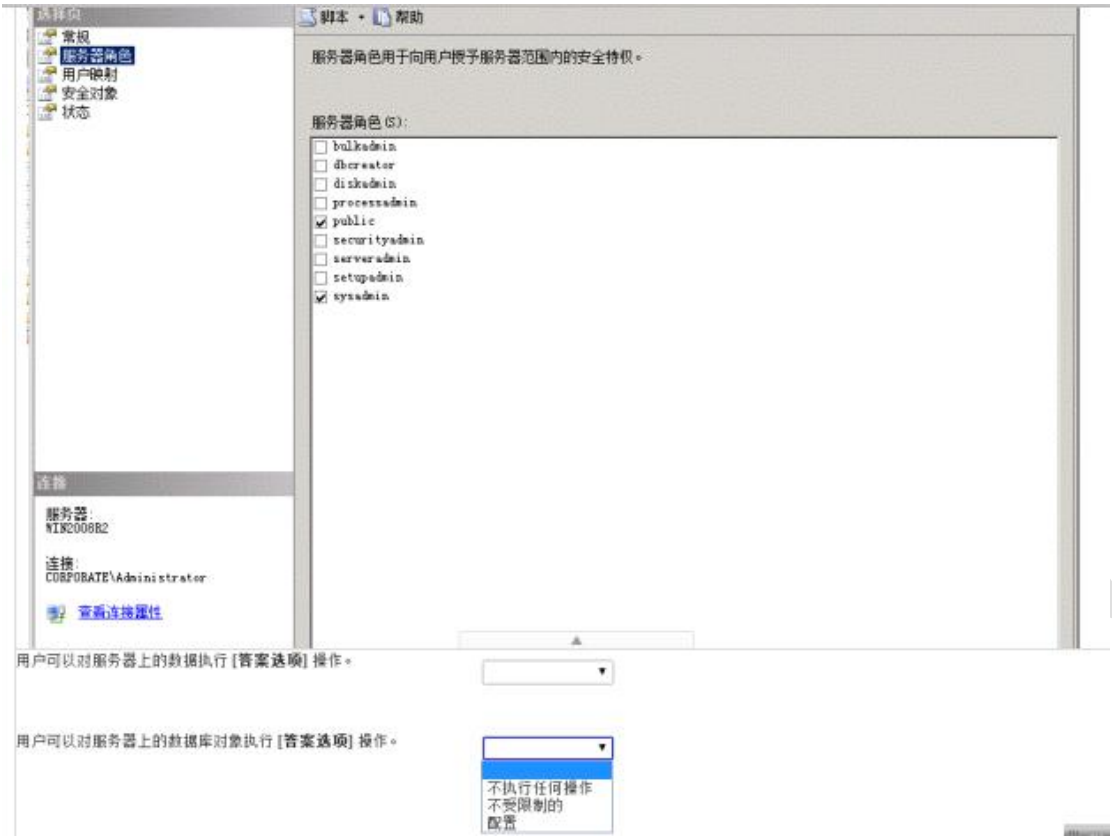 选择页
脚本
帮助
常规
服务器角色
用户映射
安全对象
状态
服务器角色用于向用户授予服务器范围内的安全特权。
服务器角色(S):
bulkadmin
dbcreator
diskadmin
processadmin
public
securityadmin
serveradmin
setupadmin
sysadmin
连接
服务器:
WIN2008R2
连接:
CORPORATE\Administrator
查看连接属性
用户可以对服务器上的数据执行 [答案选项] 操作。
用户可以对服务器上的数据库对象执行 [答案选项] 操作。
不执行任何操作
不受限制的
配置